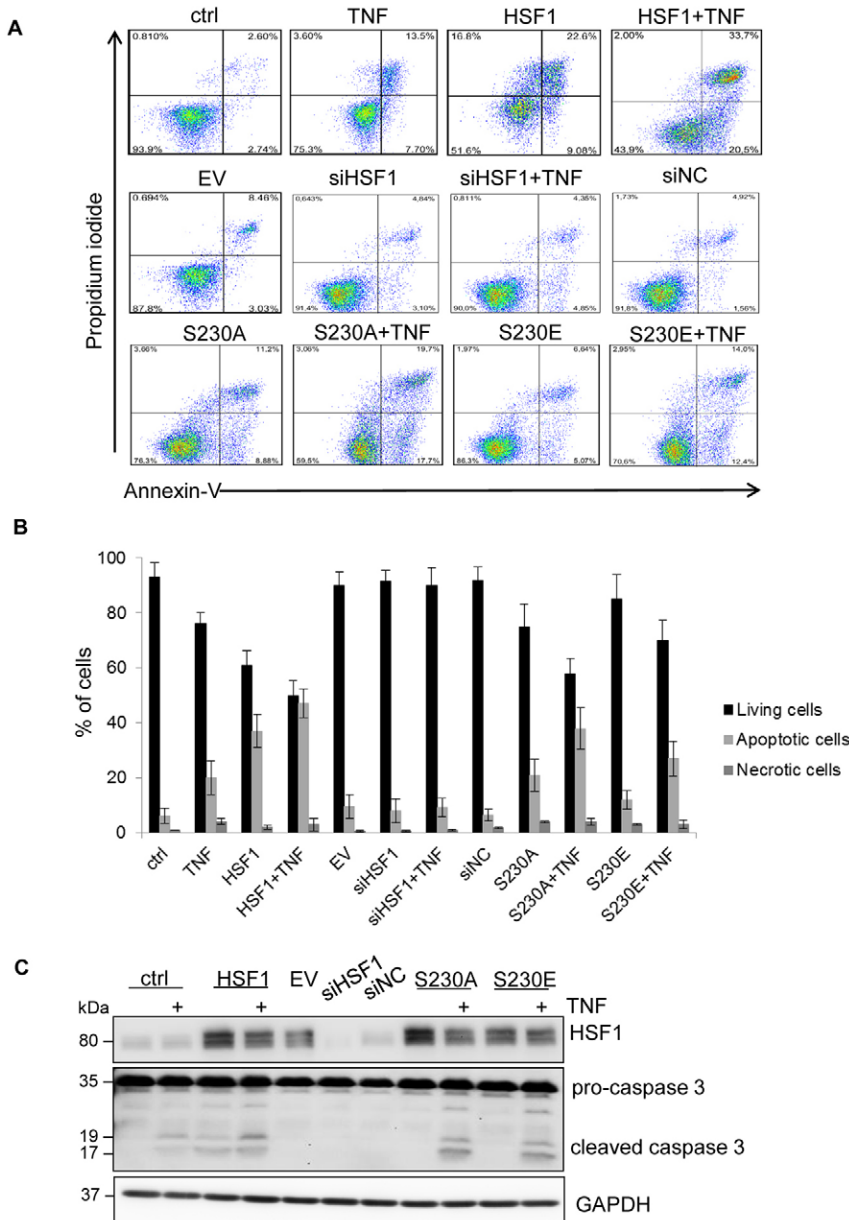 A
ctrl TNF HSF1 HSF1+TNF
0.810% 2.60% 3.60% 13.5% 16.8% 22.6% 2,00% 33,7%
93.9% 2.74% 75.3% 7.70% 51.6% 9.08% 43,9% 20,5%
EV siHSF1 siHSF1+TNF siNC
0.694% 8.46% 0,643% 4,84% 0.811% 4,35% 1,73% 4,92%
87.8% 3.03% 91,4% 3,10% 90,0% 4,85% 91,8% 1,56%
S230A S230A+TNF S230E S230E+TNF
3,66% 11,2% 3,06% 19,7% 1,97% 6,64% 2,95% 14,0%
76,3% 8,88% 59,5% 17,7% 86,3% 5,07% 70,6% 12,4%
Propidium iodide
Annexin-V
B
100
80
60
40
20
0
% of cells
Living cells
Apoptotic cells
Necrotic cells
ctrl TNF HSF1 HSF1+TNF EV siHSF1 siHSF1+TNF siNC S230A S230A+TNF S230E S230E+TNF
C
ctrl HSF1 EV siHSF1 siNC S230A S230E
kDa + + + + TNF
80 HSF1
35 pro-caspase 3
19
17 cleaved caspase 3
37 GAPDH